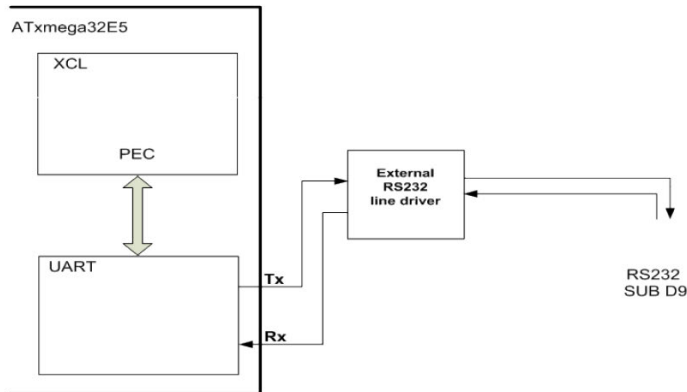 ATxmega32E5
XCL
PEC
External
RS232
line driver
UART
Tx
RS232
SUB D9
Rx